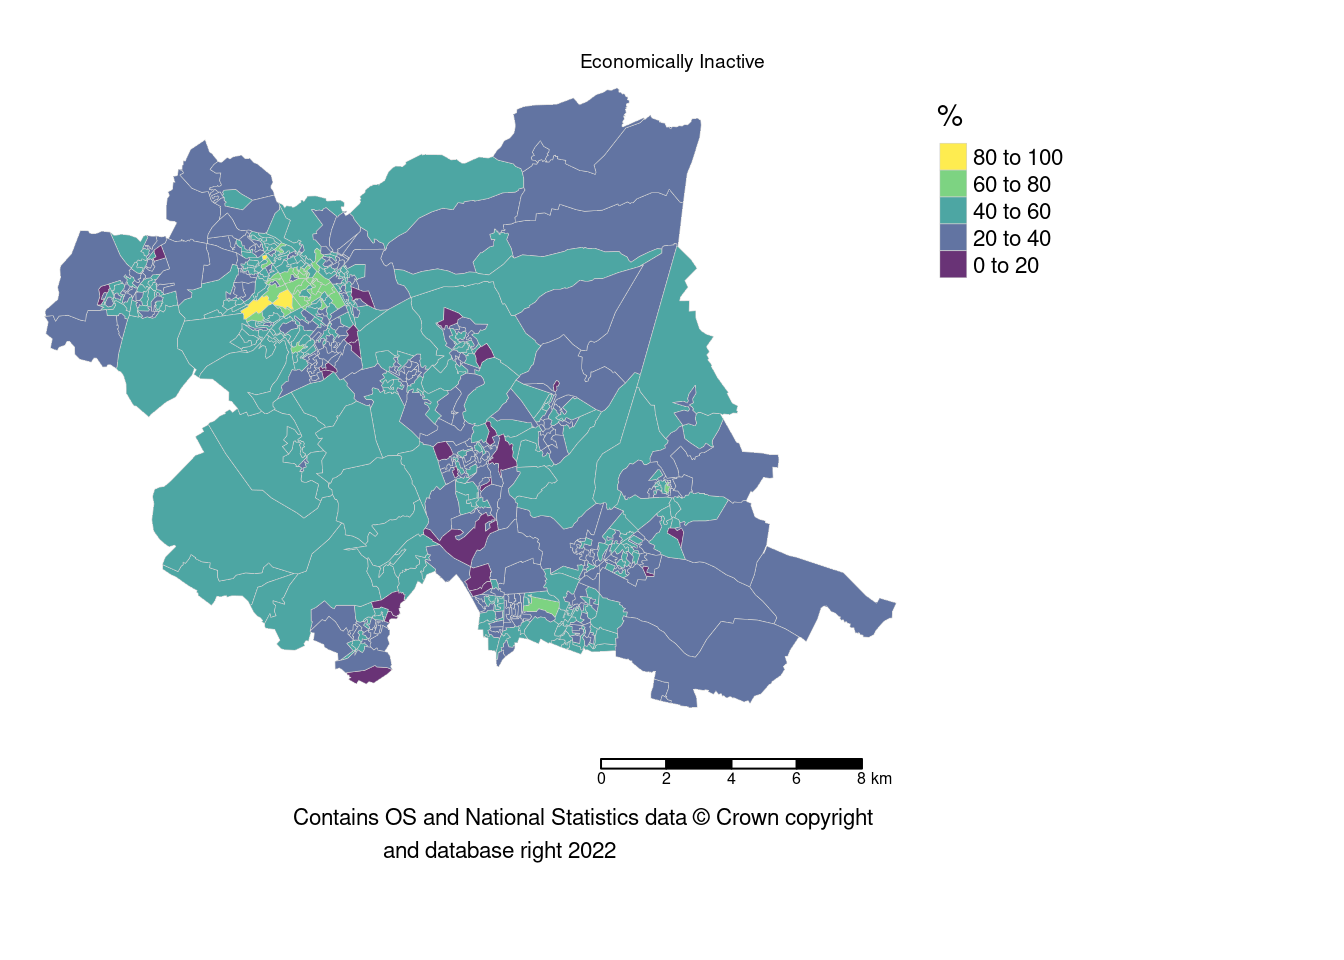 Economically Inactive
%
80 to 100
60 to 80
40 to 60
20 to 40
0 to 20
0 2 4 6 8 km
Contains OS and National Statistics data © Crown copyright
and database right 2022